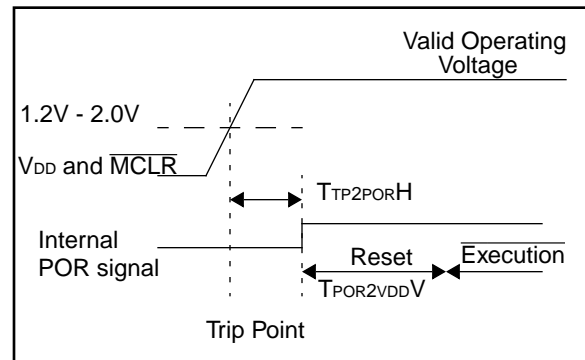 Valid Operating
Voltage
1.2V - 2.0V
VDD and MCLR
TTP2PORH
Internal
POR signal
Reset
Execution
TPOR2VDDV
Trip Point